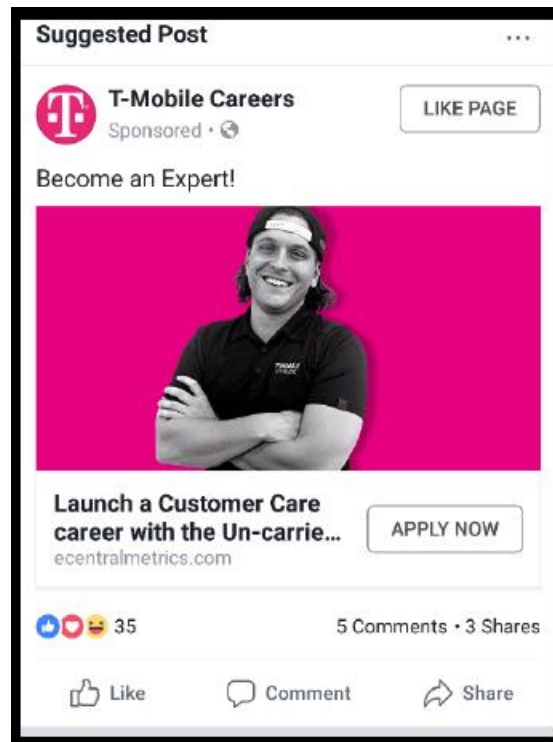 Suggested Post
T-Mobile Careers
LIKE PAGE
Sponsored •
Become an Expert!
Launch a Customer Care
career with the Un-carrie...
APPLY NOW
ecentralmetrics.com
35
5 Comments • 3 Shares
Like
Comment
Share